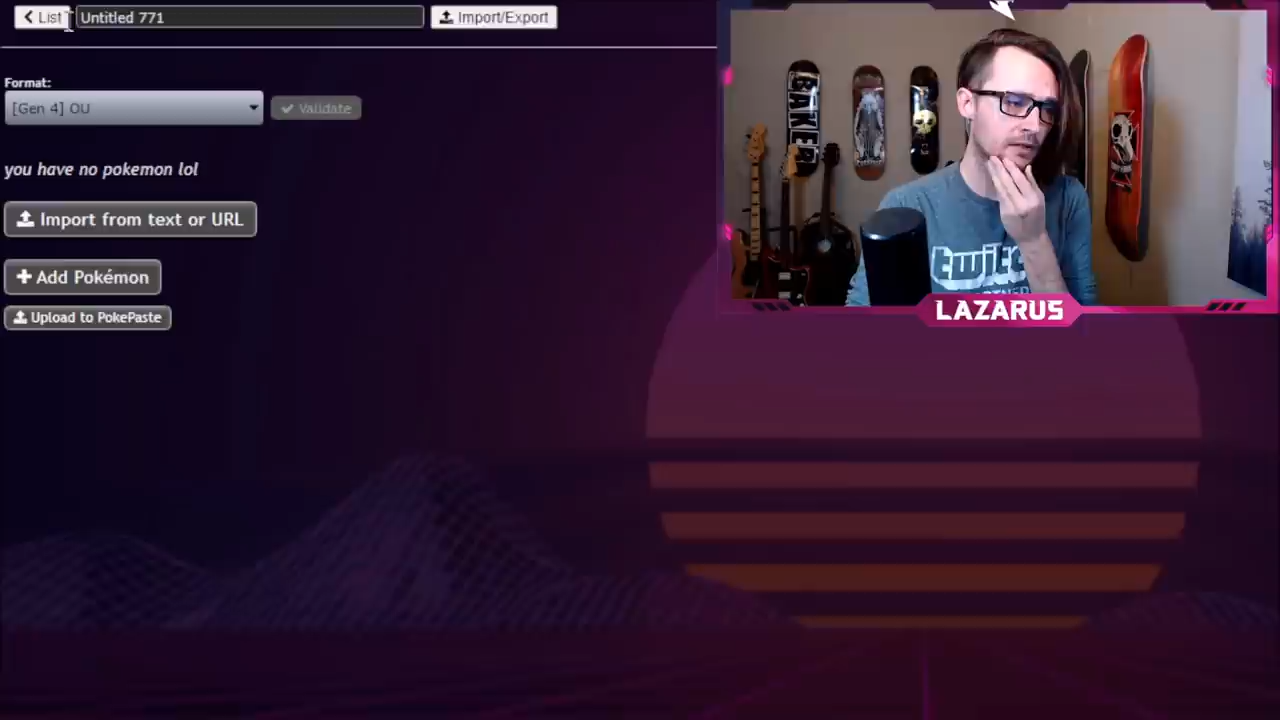 List
Untitled 771
Import/Export
Format:
[Gen 4] OU
Validate
you have no pokemon lol
Import from text or URL
Add Pokémon
Upload to PokePaste
BAKER
twitch
LAZARUS